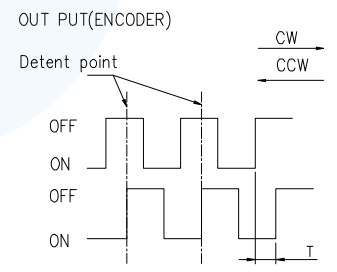 OUT PUT(ENCODER)
CW
Detent point
CCW
OFF
ON
OFF
ON
T